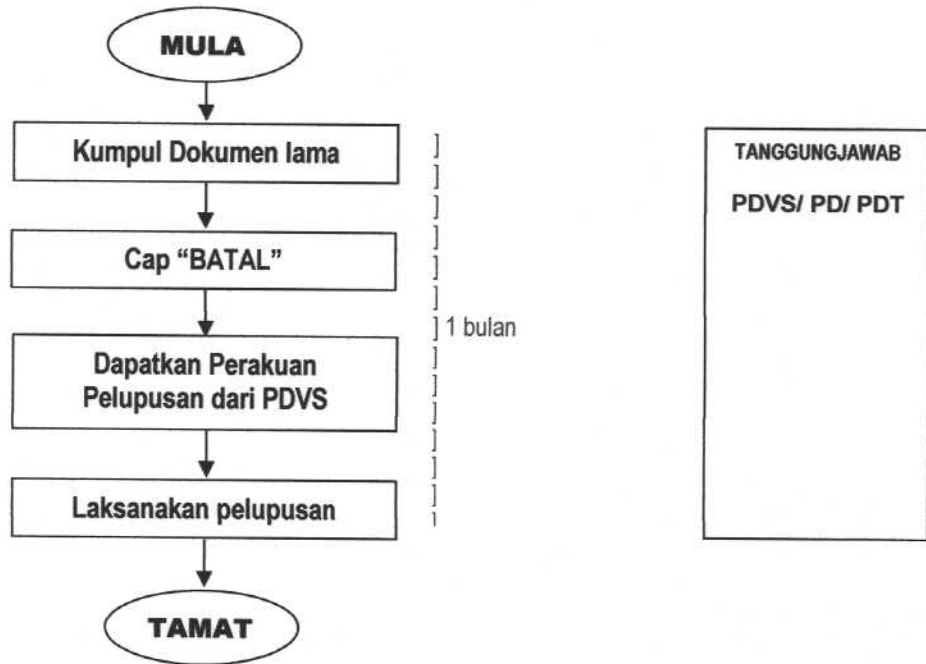 MULA
Kumpul Dokumen lama
Cap “BATAL”
Dapatkan Perakuan
Pelupusan dari PDVS
Laksanakan pelupusan
TAMAT
]
]
]
]
]
]
] 1 bulan
]
]
]
]
]
]
TANGGUNGJAWAB
PDVS/ PD/ PDT